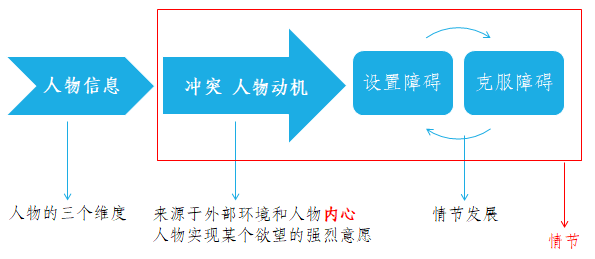 人物信息
冲突 人物动机
设置障碍
克服障碍
人物的三个维度
来源于外部环境和人物内心
人物实现某个欲望的强烈意愿
情节发展
情节